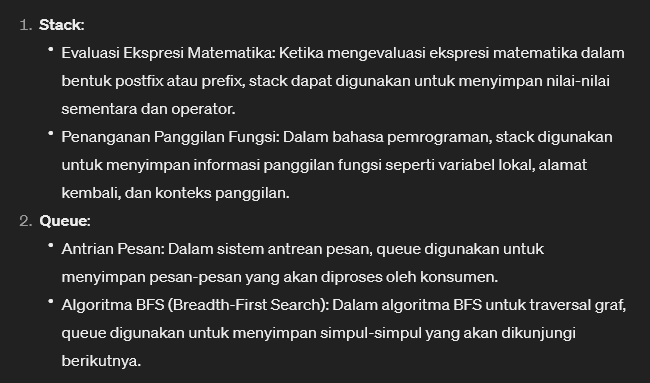 1. Stack:
• Evaluasi Ekspresi Matematika: Ketika mengevaluasi ekspresi matematika dalam
bentuk postfix atau prefix, stack dapat digunakan untuk menyimpan nilai-nilai
sementara dan operator.
• Penanganan Panggilan Fungsi: Dalam bahasa pemrograman, stack digunakan
untuk menyimpan informasi panggilan fungsi seperti variabel lokal, alamat
kembali, dan konteks panggilan.
2. Queue:
• Antrian Pesan: Dalam sistem antrean pesan, queue digunakan untuk
menyimpan pesan-pesan yang akan diproses oleh konsumen.
• Algoritma BFS (Breadth-First Search): Dalam algoritma BFS untuk traversal graf,
queue digunakan untuk menyimpan simpul-simpul yang akan dikunjungi
berikutnya.